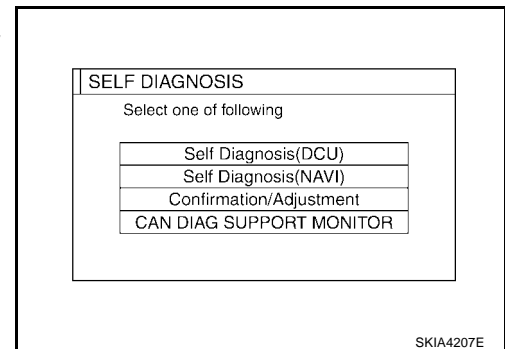 SELF DIAGNOSIS
Select one of following
Self Diagnosis(DCU)
Self Diagnosis(NAVI)
Confirmation/Adjustment
CAN DIAG SUPPORT MONITOR
SKIA4207E